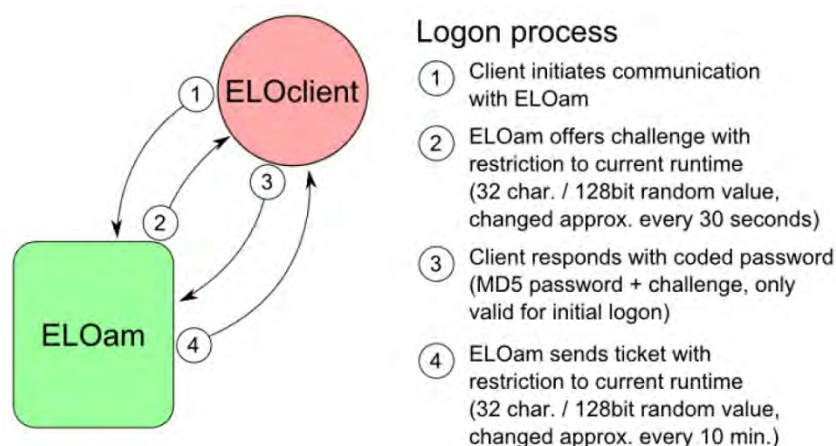 Logon process
ELOclient
ELOam
1
2
3
4
1 Client initiates communication
with ELOam
2 ELOam offers challenge with
restriction to current runtime
(32 char. / 128bit random value,
changed approx. every 30 seconds)
3 Client responds with coded password
(MD5 password + challenge, only
valid for initial logon)
4 ELOam sends ticket with
restriction to current runtime
(32 char. / 128bit random value,
changed approx. every 10 min.)